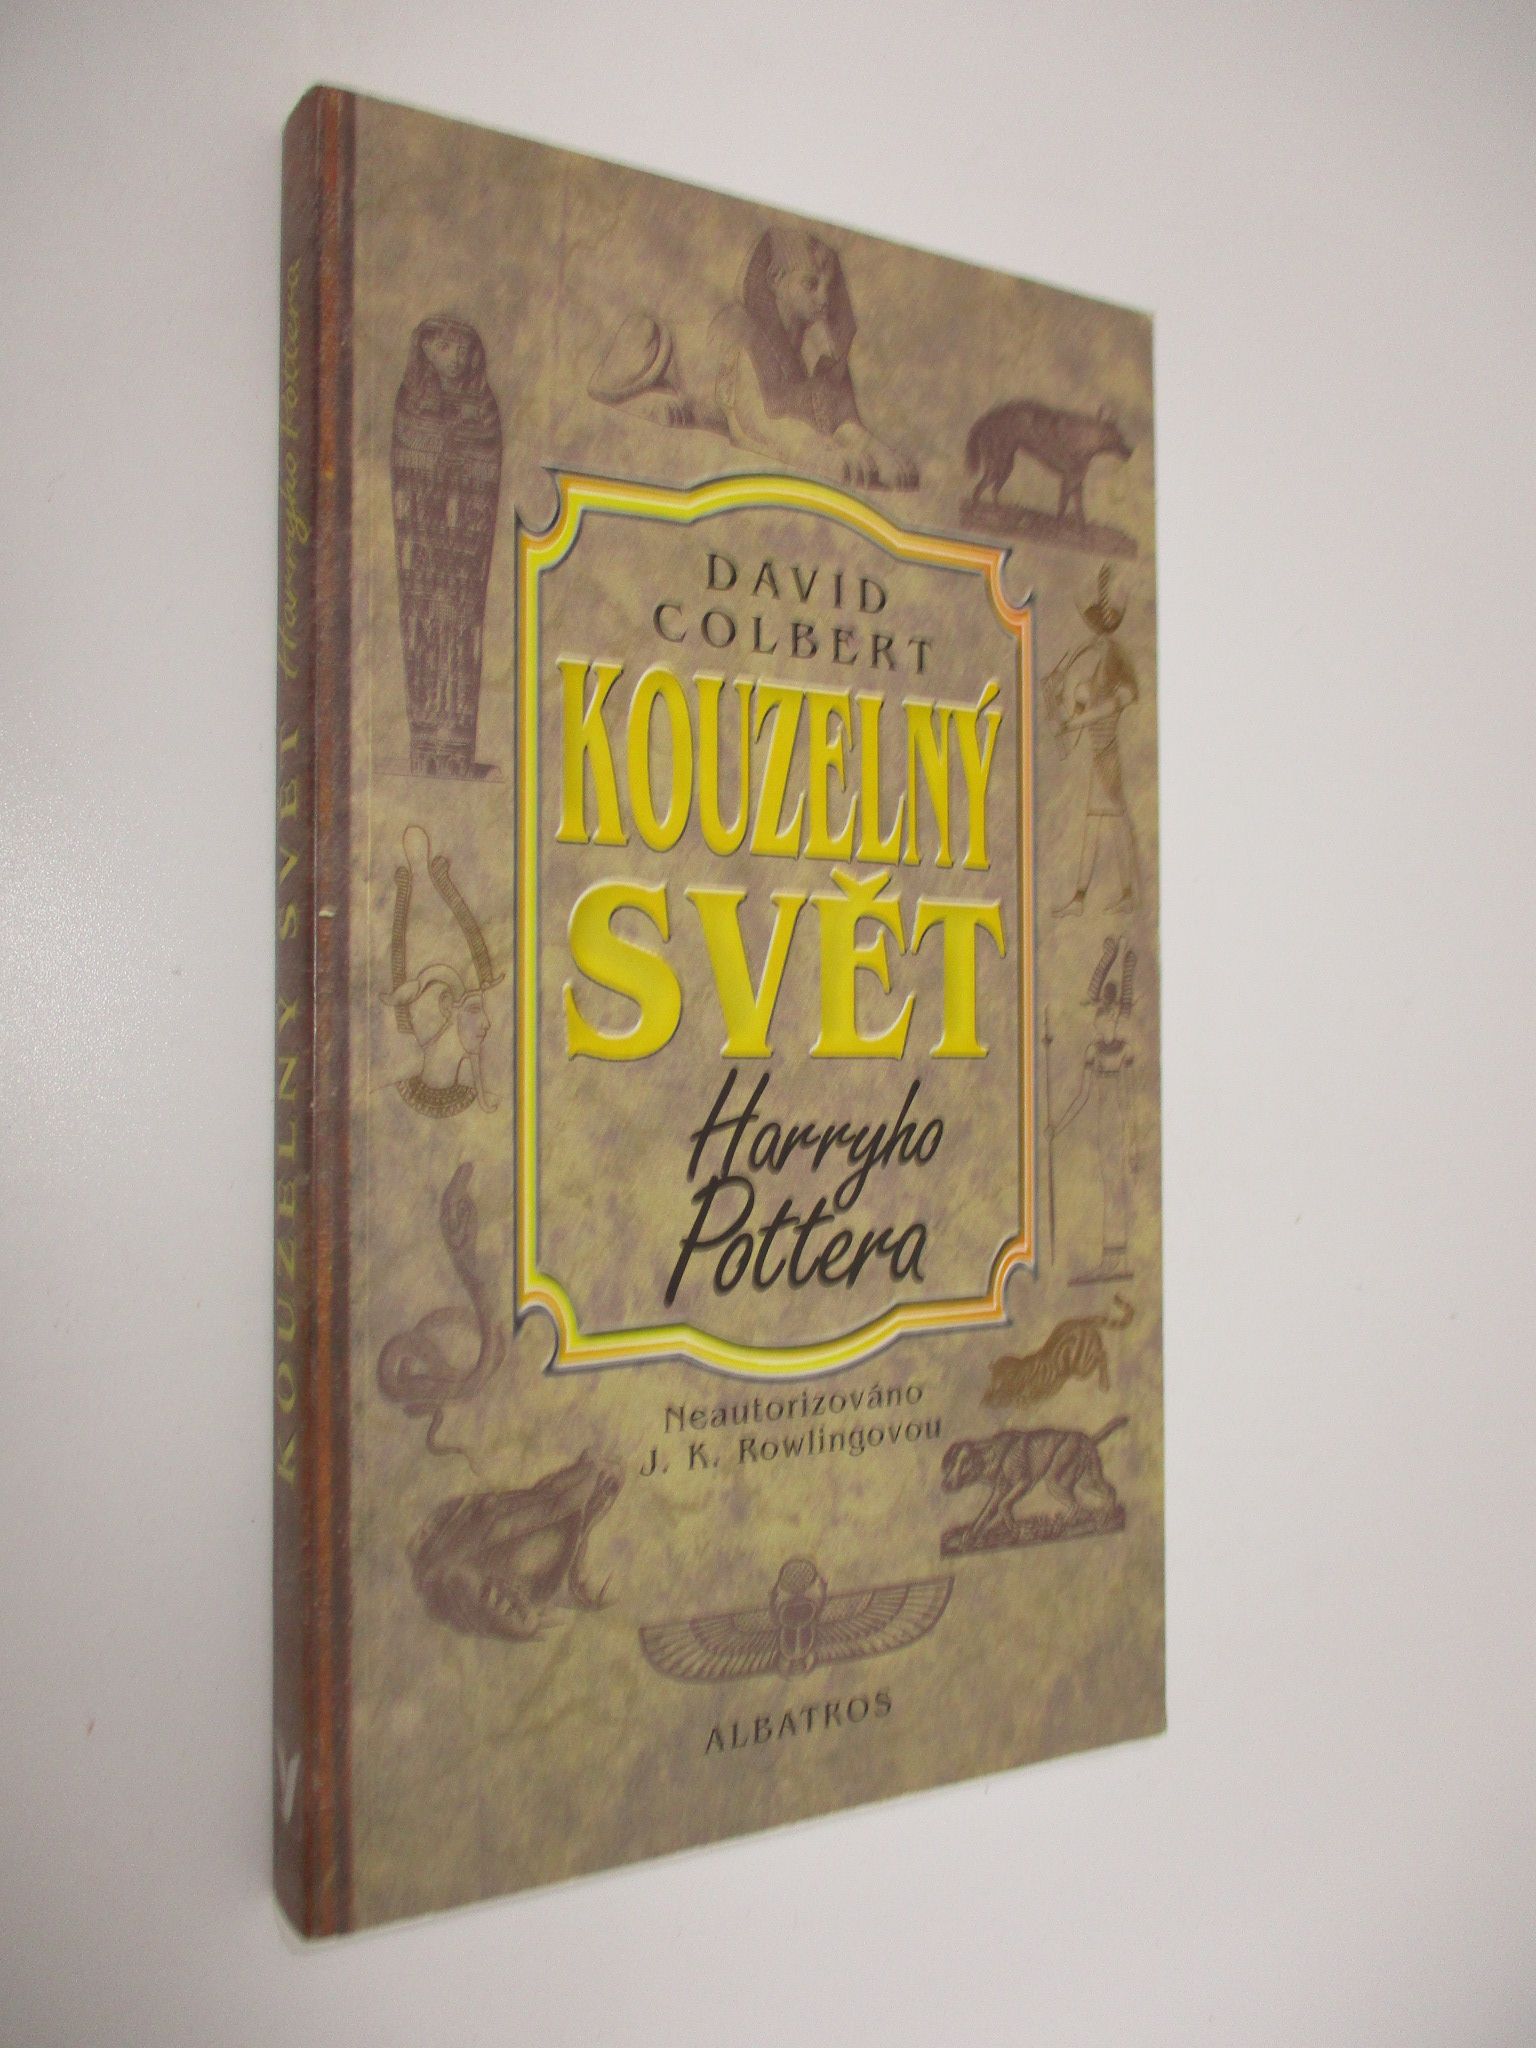 DAVID
COLBERT
KOUZELNÝ
SVĚT
Harryho
Pottera
Neautorizováno
J. K. Rowlingovou
ALBATROS
KOUZELNÝ SVĚT Harryho Pottera